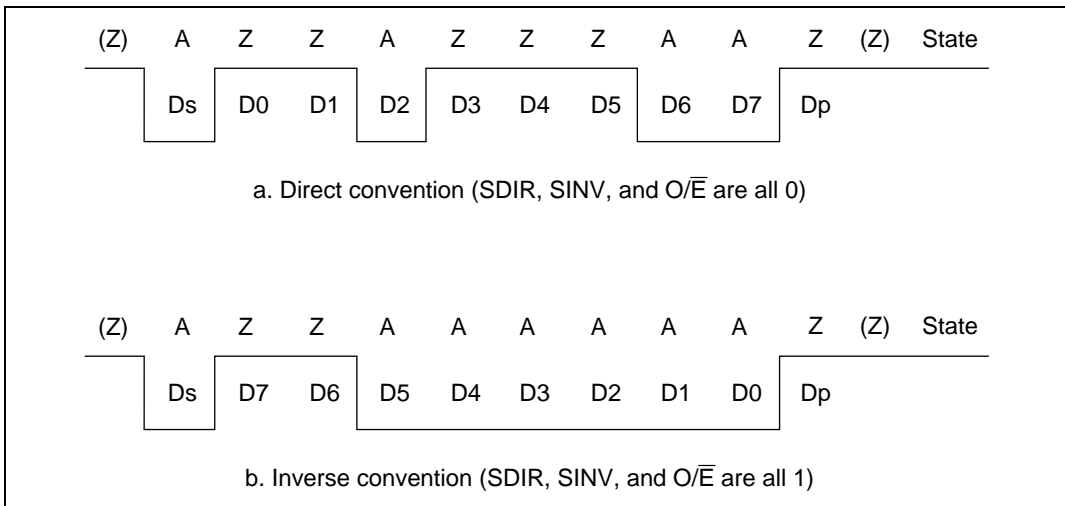 (Z) A Z Z A Z Z Z A A Z (Z) State
Ds D0 D1 D2 D3 D4 D5 D6 D7 Dp
a. Direct convention (SDIR, SINV, and O/E̅ are all 0)
(Z) A Z Z A A A A A A Z (Z) State
Ds D7 D6 D5 D4 D3 D2 D1 D0 Dp
b. Inverse convention (SDIR, SINV, and O/E̅ are all 1)